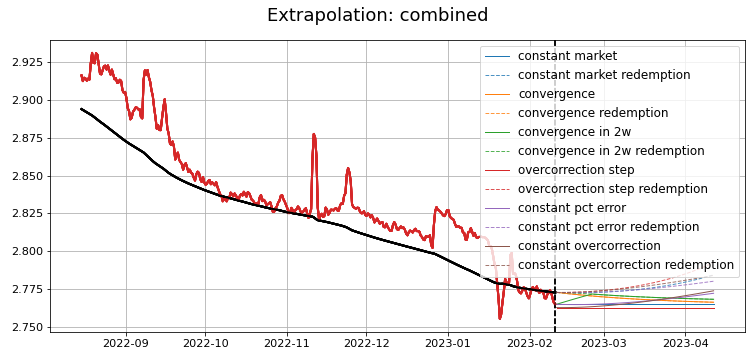 Extrapolation: combined
2.925
2.900
2.875
2.850
2.825
2.800
2.775
2.750
constant market
constant market redemption
convergence
convergence redemption
convergence in 2w
convergence in 2w redemption
overcorrection step
overcorrection step redemption
constant pct error
constant pct error redemption
constant overcorrection
constant overcorrection redemption
2022-09 2022-10 2022-11 2022-12 2023-01 2023-02 2023-03 2023-04